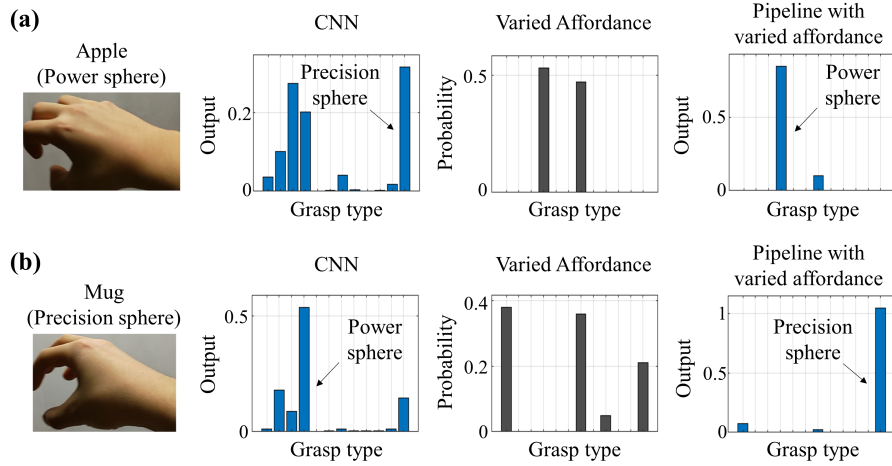 (a)
Apple
(Power sphere)
CNN
Output
0.2
0
Precision
sphere
Grasp type
Varied Affordance
Probability
0.5
0
Grasp type
Pipeline with
varied affordance
Output
0.5
0
Power
sphere
Grasp type
(b)
Mug
(Precision sphere)
CNN
Output
0.5
0
Power
sphere
Grasp type
Varied Affordance
Probability
0.4
0.2
0
Grasp type
Pipeline with
varied affordance
Output
1
0.5
0
Precision
sphere
Grasp type